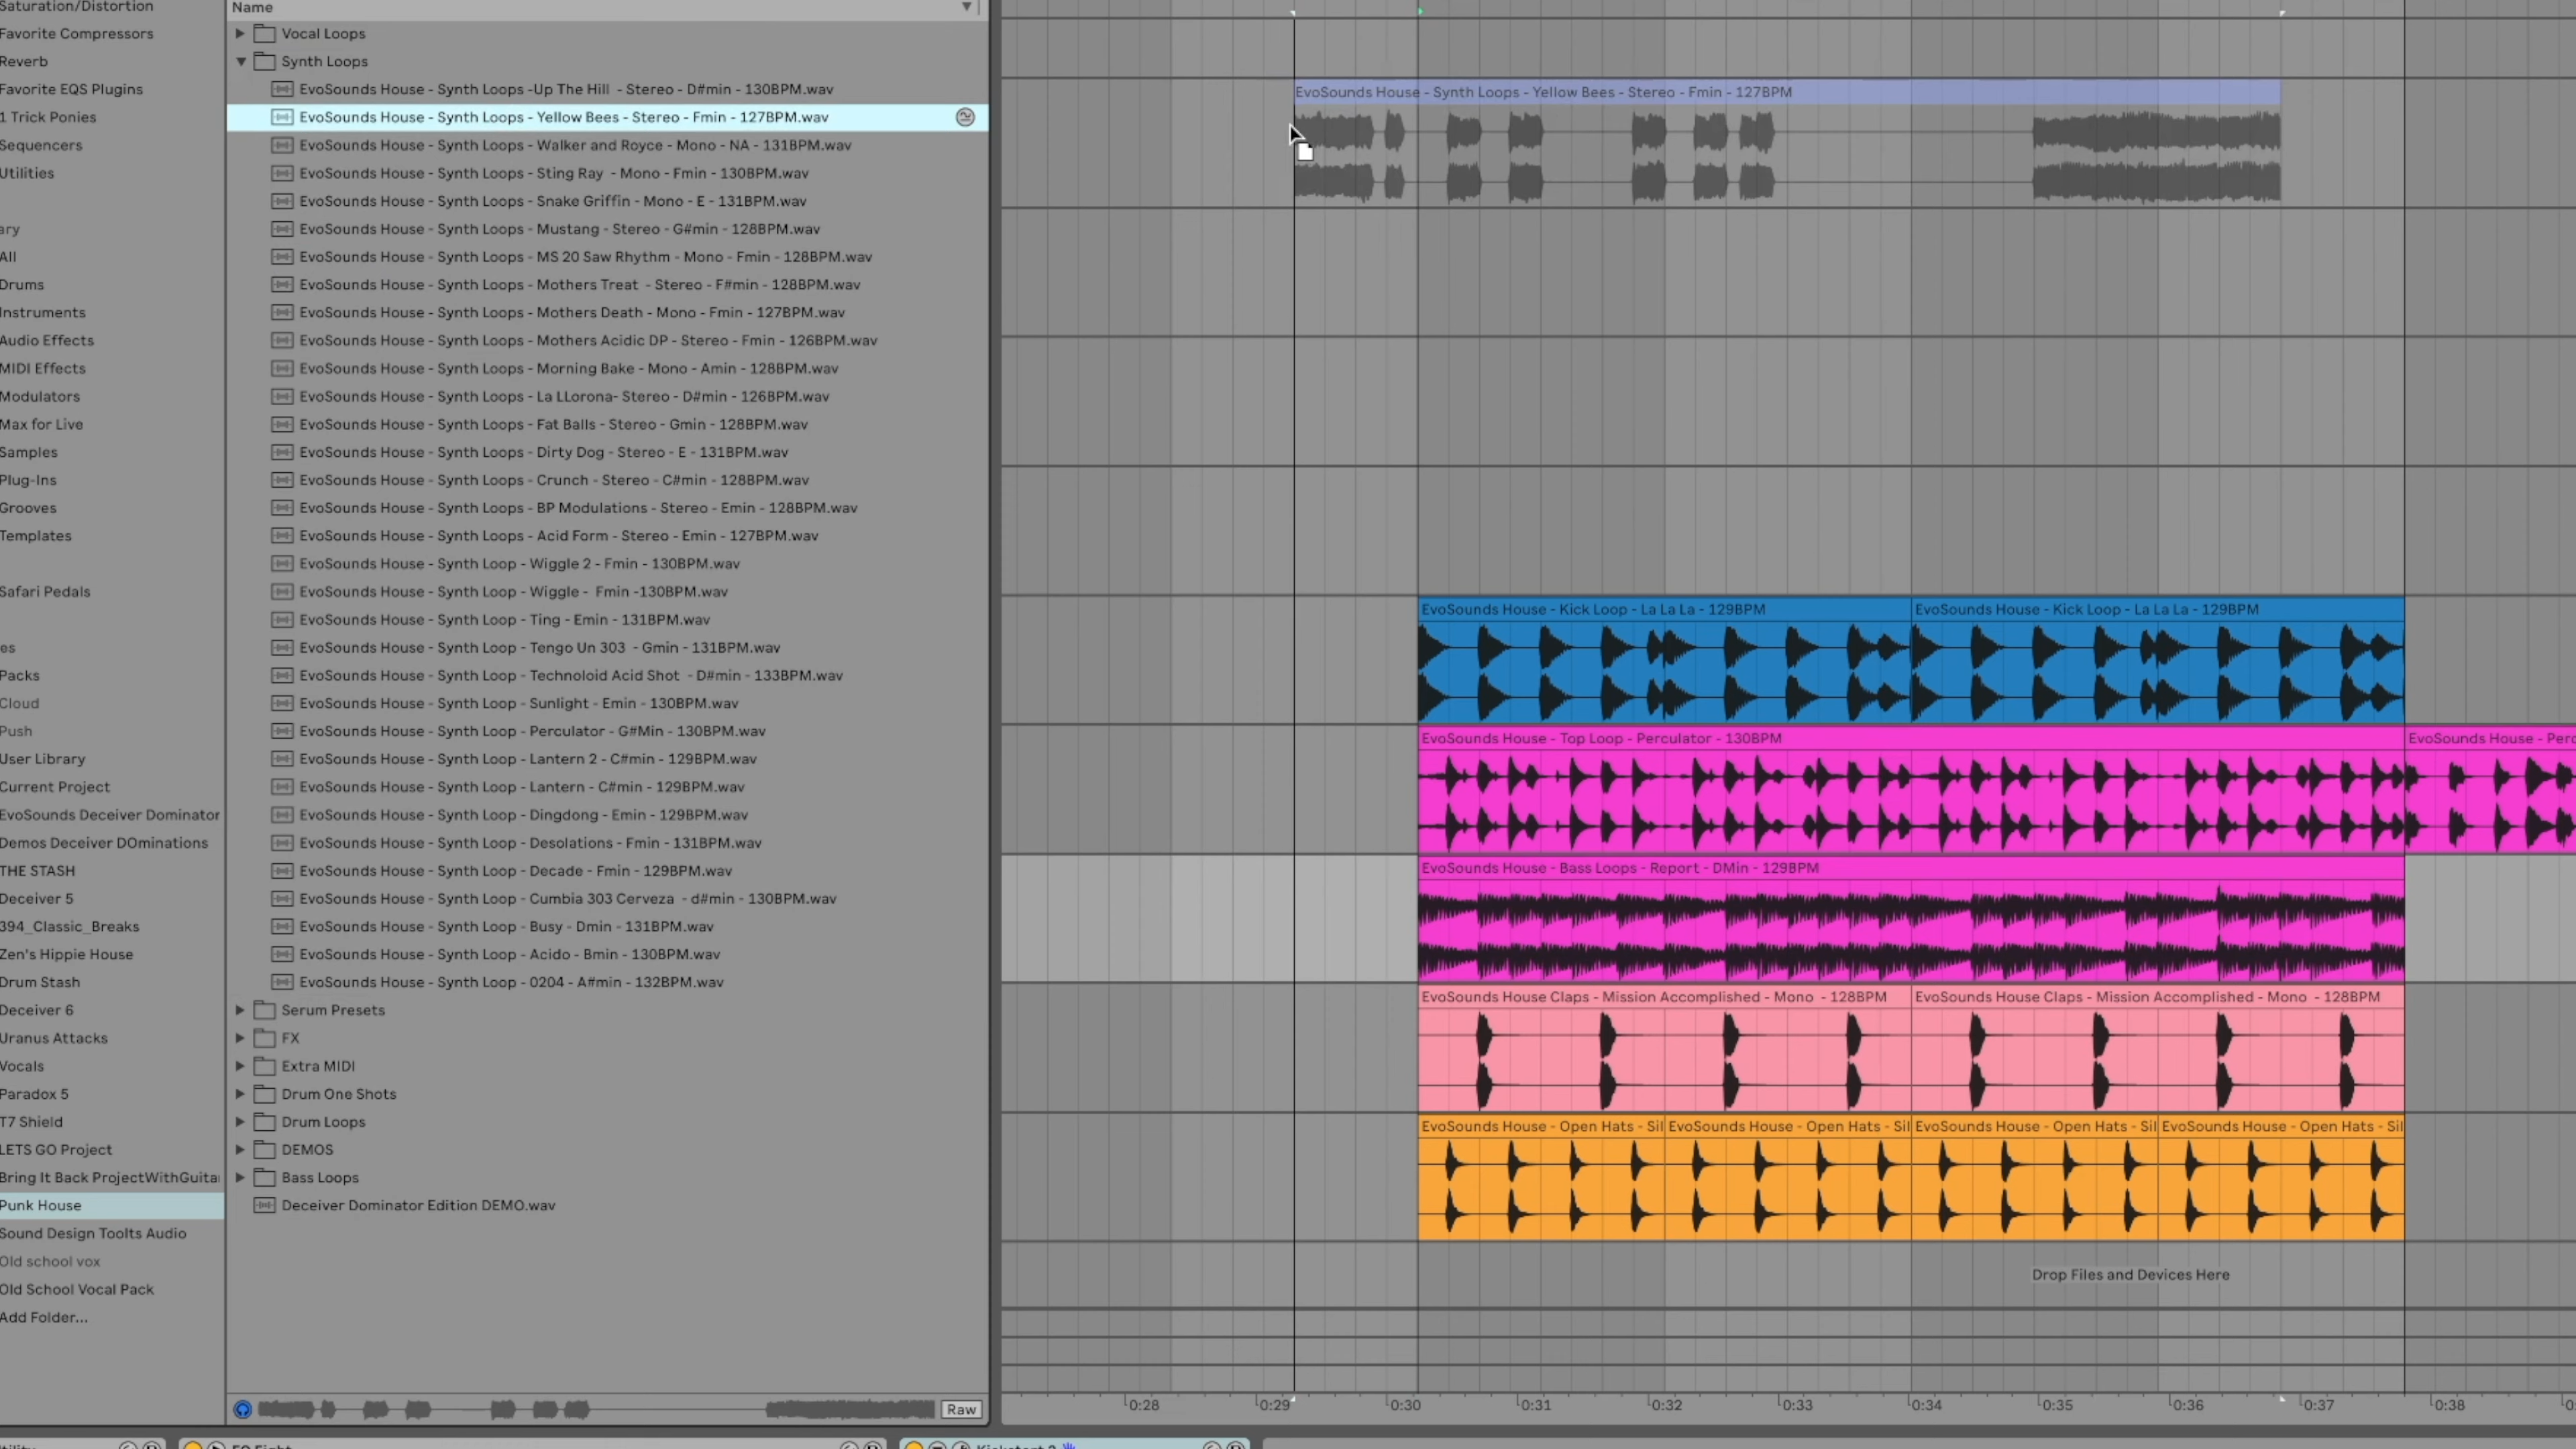 Saturation/Distortion
Favorite Compressors
Reverb
Favorite EQS Plugins
1 Trick Ponies
Sequencers
Utilities
ary
All
Drums
Instruments
Audio Effects
MIDI Effects
Modulators
Max for Live
Samples
Plug-Ins
Grooves
Templates
Safari Pedals
es
Packs
Cloud
Push
User Library
Current Project
EvoSounds Deceiver Dominator
Demos Deceiver DOminations
THE STASH
Deceiver 5
394_Classic_Breaks
Zen's Hippie House
Drum Stash
Deceiver 6
Uranus Attacks
Vocals
Paradox 5
T7 Shield
LETS GO Project
Bring It Back ProjectWithGuita
Punk House
Sound Design Toolts Audio
Old school vox
Old School Vocal Pack
Add Folder...
Name
Vocal Loops
Synth Loops
EvoSounds House - Synth Loops -Up The Hill - Stereo - D#min - 130BPM.wav
EvoSounds House - Synth Loops - Yellow Bees - Stereo - Fmin - 127BPM.wav
EvoSounds House - Synth Loops - Walker and Royce - Mono - NA - 131BPM.wav
EvoSounds House - Synth Loops - Sting Ray - Mono - Fmin - 130BPM.wav
EvoSounds House - Synth Loops - Snake Griffin - Mono - E - 131BPM.wav
EvoSounds House - Synth Loops - Mustang - Stereo - G#min - 128BPM.wav
EvoSounds House - Synth Loops - MS 20 Saw Rhythm - Mono - Fmin - 128BPM.wav
EvoSounds House - Synth Loops - Mothers Treat - Stereo - F#min - 128BPM.wav
EvoSounds House - Synth Loops - Mothers Death - Mono - Fmin - 127BPM.wav
EvoSounds House - Synth Loops - Mothers Acidic DP - Stereo - Fmin - 126BPM.wav
EvoSounds House - Synth Loops - Morning Bake - Mono - Amin - 128BPM.wav
EvoSounds House - Synth Loops - La LLorona- Stereo - D#min - 126BPM.wav
EvoSounds House - Synth Loops - Fat Balls - Stereo - Gmin - 128BPM.wav
EvoSounds House - Synth Loops - Dirty Dog - Stereo - E - 131BPM.wav
EvoSounds House - Synth Loops - Crunch - Stereo - C#min - 128BPM.wav
EvoSounds House - Synth Loops - BP Modulations - Stereo - Emin - 128BPM.wav
EvoSounds House - Synth Loops - Acid Form - Stereo - Emin - 127BPM.wav
EvoSounds House - Synth Loop - Wiggle 2 - Fmin - 130BPM.wav
EvoSounds House - Synth Loop - Wiggle - Fmin -130BPM.wav
EvoSounds House - Synth Loop - Ting - Emin - 131BPM.wav
EvoSounds House - Synth Loop - Tengo Un 303 - Gmin - 131BPM.wav
EvoSounds House - Synth Loop - Technoloid Acid Shot - D#min - 133BPM.wav
EvoSounds House - Synth Loop - Sunlight - Emin - 130BPM.wav
EvoSounds House - Synth Loop - Perculator - G#Min - 130BPM.wav
EvoSounds House - Synth Loop - Lantern 2 - C#min - 129BPM.wav
EvoSounds House - Synth Loop - Lantern - C#min - 129BPM.wav
EvoSounds House - Synth Loop - Dingdong - Emin - 129BPM.wav
EvoSounds House - Synth Loop - Desolations - Fmin - 131BPM.wav
EvoSounds House - Synth Loop - Decade - Fmin - 129BPM.wav
EvoSounds House - Synth Loop - Cumbia 303 Cerveza - d#min - 130BPM.wav
EvoSounds House - Synth Loop - Busy - Dmin - 131BPM.wav
EvoSounds House - Synth Loop - Acido - Bmin - 130BPM.wav
EvoSounds House - Synth Loop - 0204 - A#min - 132BPM.wav
Serum Presets
FX
Extra MIDI
Drum One Shots
Drum Loops
DEMOS
Bass Loops
Deceiver Dominator Edition DEMO.wav
Raw
EvoSounds House - Synth Loops - Yellow Bees - Stereo - Fmin - 127BPM
EvoSounds House - Kick Loop - La La La - 129BPM
EvoSounds House - Kick Loop - La La La - 129BPM
EvoSounds House - Top Loop - Perculator - 130BPM
EvoSounds House - Perc
EvoSounds House - Bass Loops - Report - DMin - 129BPM
EvoSounds House Claps - Mission Accomplished - Mono - 128BPM
EvoSounds House Claps - Mission Accomplished - Mono - 128BPM
EvoSounds House - Open Hats - Sil
EvoSounds House - Open Hats - Sil
EvoSounds House - Open Hats - Sil
EvoSounds House - Open Hats - Sil
Drop Files and Devices Here
0:28
0:29
0:30
0:31
0:32
0:33
0:34
0:35
0:36
0:37
0:38